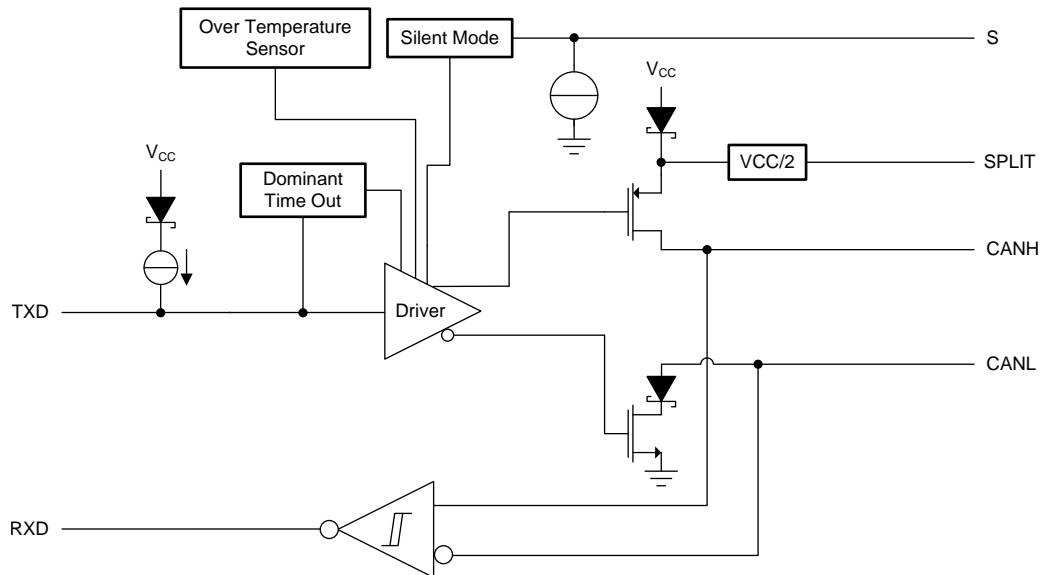 Over Temperature
Sensor
Silent Mode
S
VCC
VCC/2
SPLIT
VCC
Dominant
Time Out
CANH
TXD
Driver
CANL
RXD